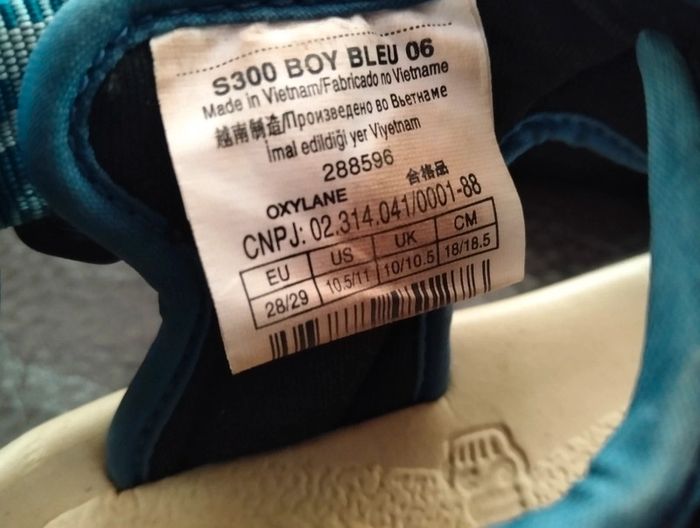 S300 BOY BLEU 06
Made in Vietnam/Fabricado no Vietname
越南制造/Произведено во Вьетнаме
İmal edildiği yer Viyetnam
288596
OXYLANE 合格品
CNPJ: 02.314.041/0001-88
EU US UK CM
28/29 10.5/11 10/10.5 18/18.5